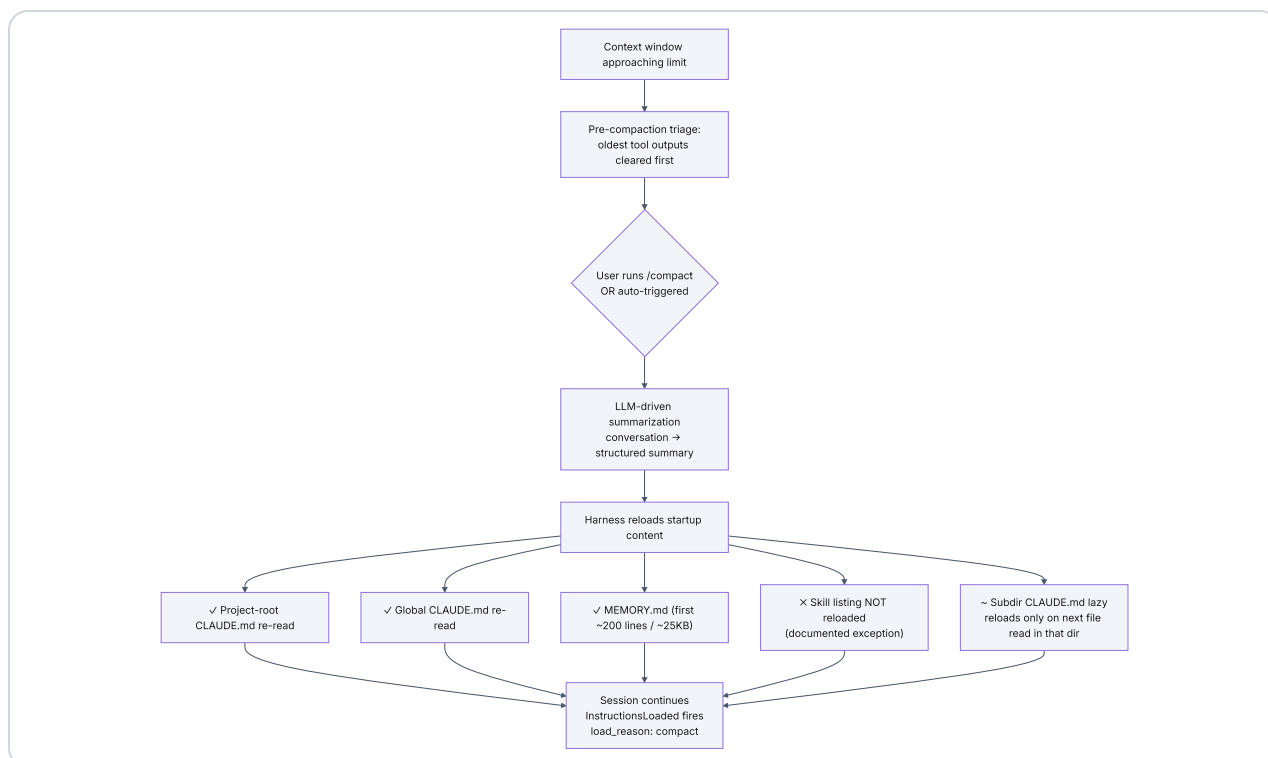 Context window
approaching limit
Pre-compaction triage:
oldest tool outputs
cleared first
User runs /compact
OR auto-triggered
LLM-driven
summarization
conversation →
structured summary
Harness reloads startup
content
✓ Project-root
CLAUDE.md re-read
✓ Global CLAUDE.md re-
read
✓ MEMORY.md (first
~200 lines / ~25KB)
✕ Skill listing NOT
reloaded
(documented exception)
~ Subdir CLAUDE.md lazy
reloads only on next file
read in that dir
Session continues
InstructionsLoaded fires
load_reason: compact